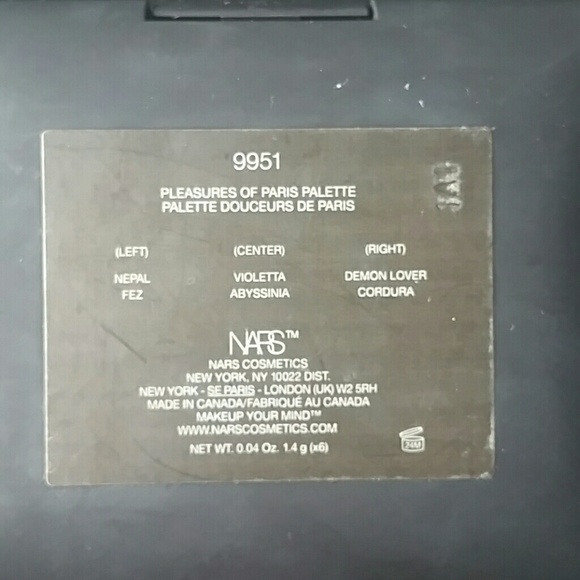 9951
PLEASURES OF PARIS PALETTE
PALETTE DOUCEURS DE PARIS
(LEFT) (CENTER) (RIGHT)
NEPAL VIOLETTA DEMON LOVER
FEZ ABYSSINIA CORDURA
NARS™
NARS COSMETICS
NEW YORK, NY 10022 DIST.
NEW YORK - SE PARIS - LONDON (UK) W2 5RH
MADE IN CANADA/FABRIQUÉ AU CANADA
MAKEUP YOUR MIND™
WWW.NARSCOSMETICS.COM
NET WT. 0.04 Oz. 1.4 g (x6)
24M